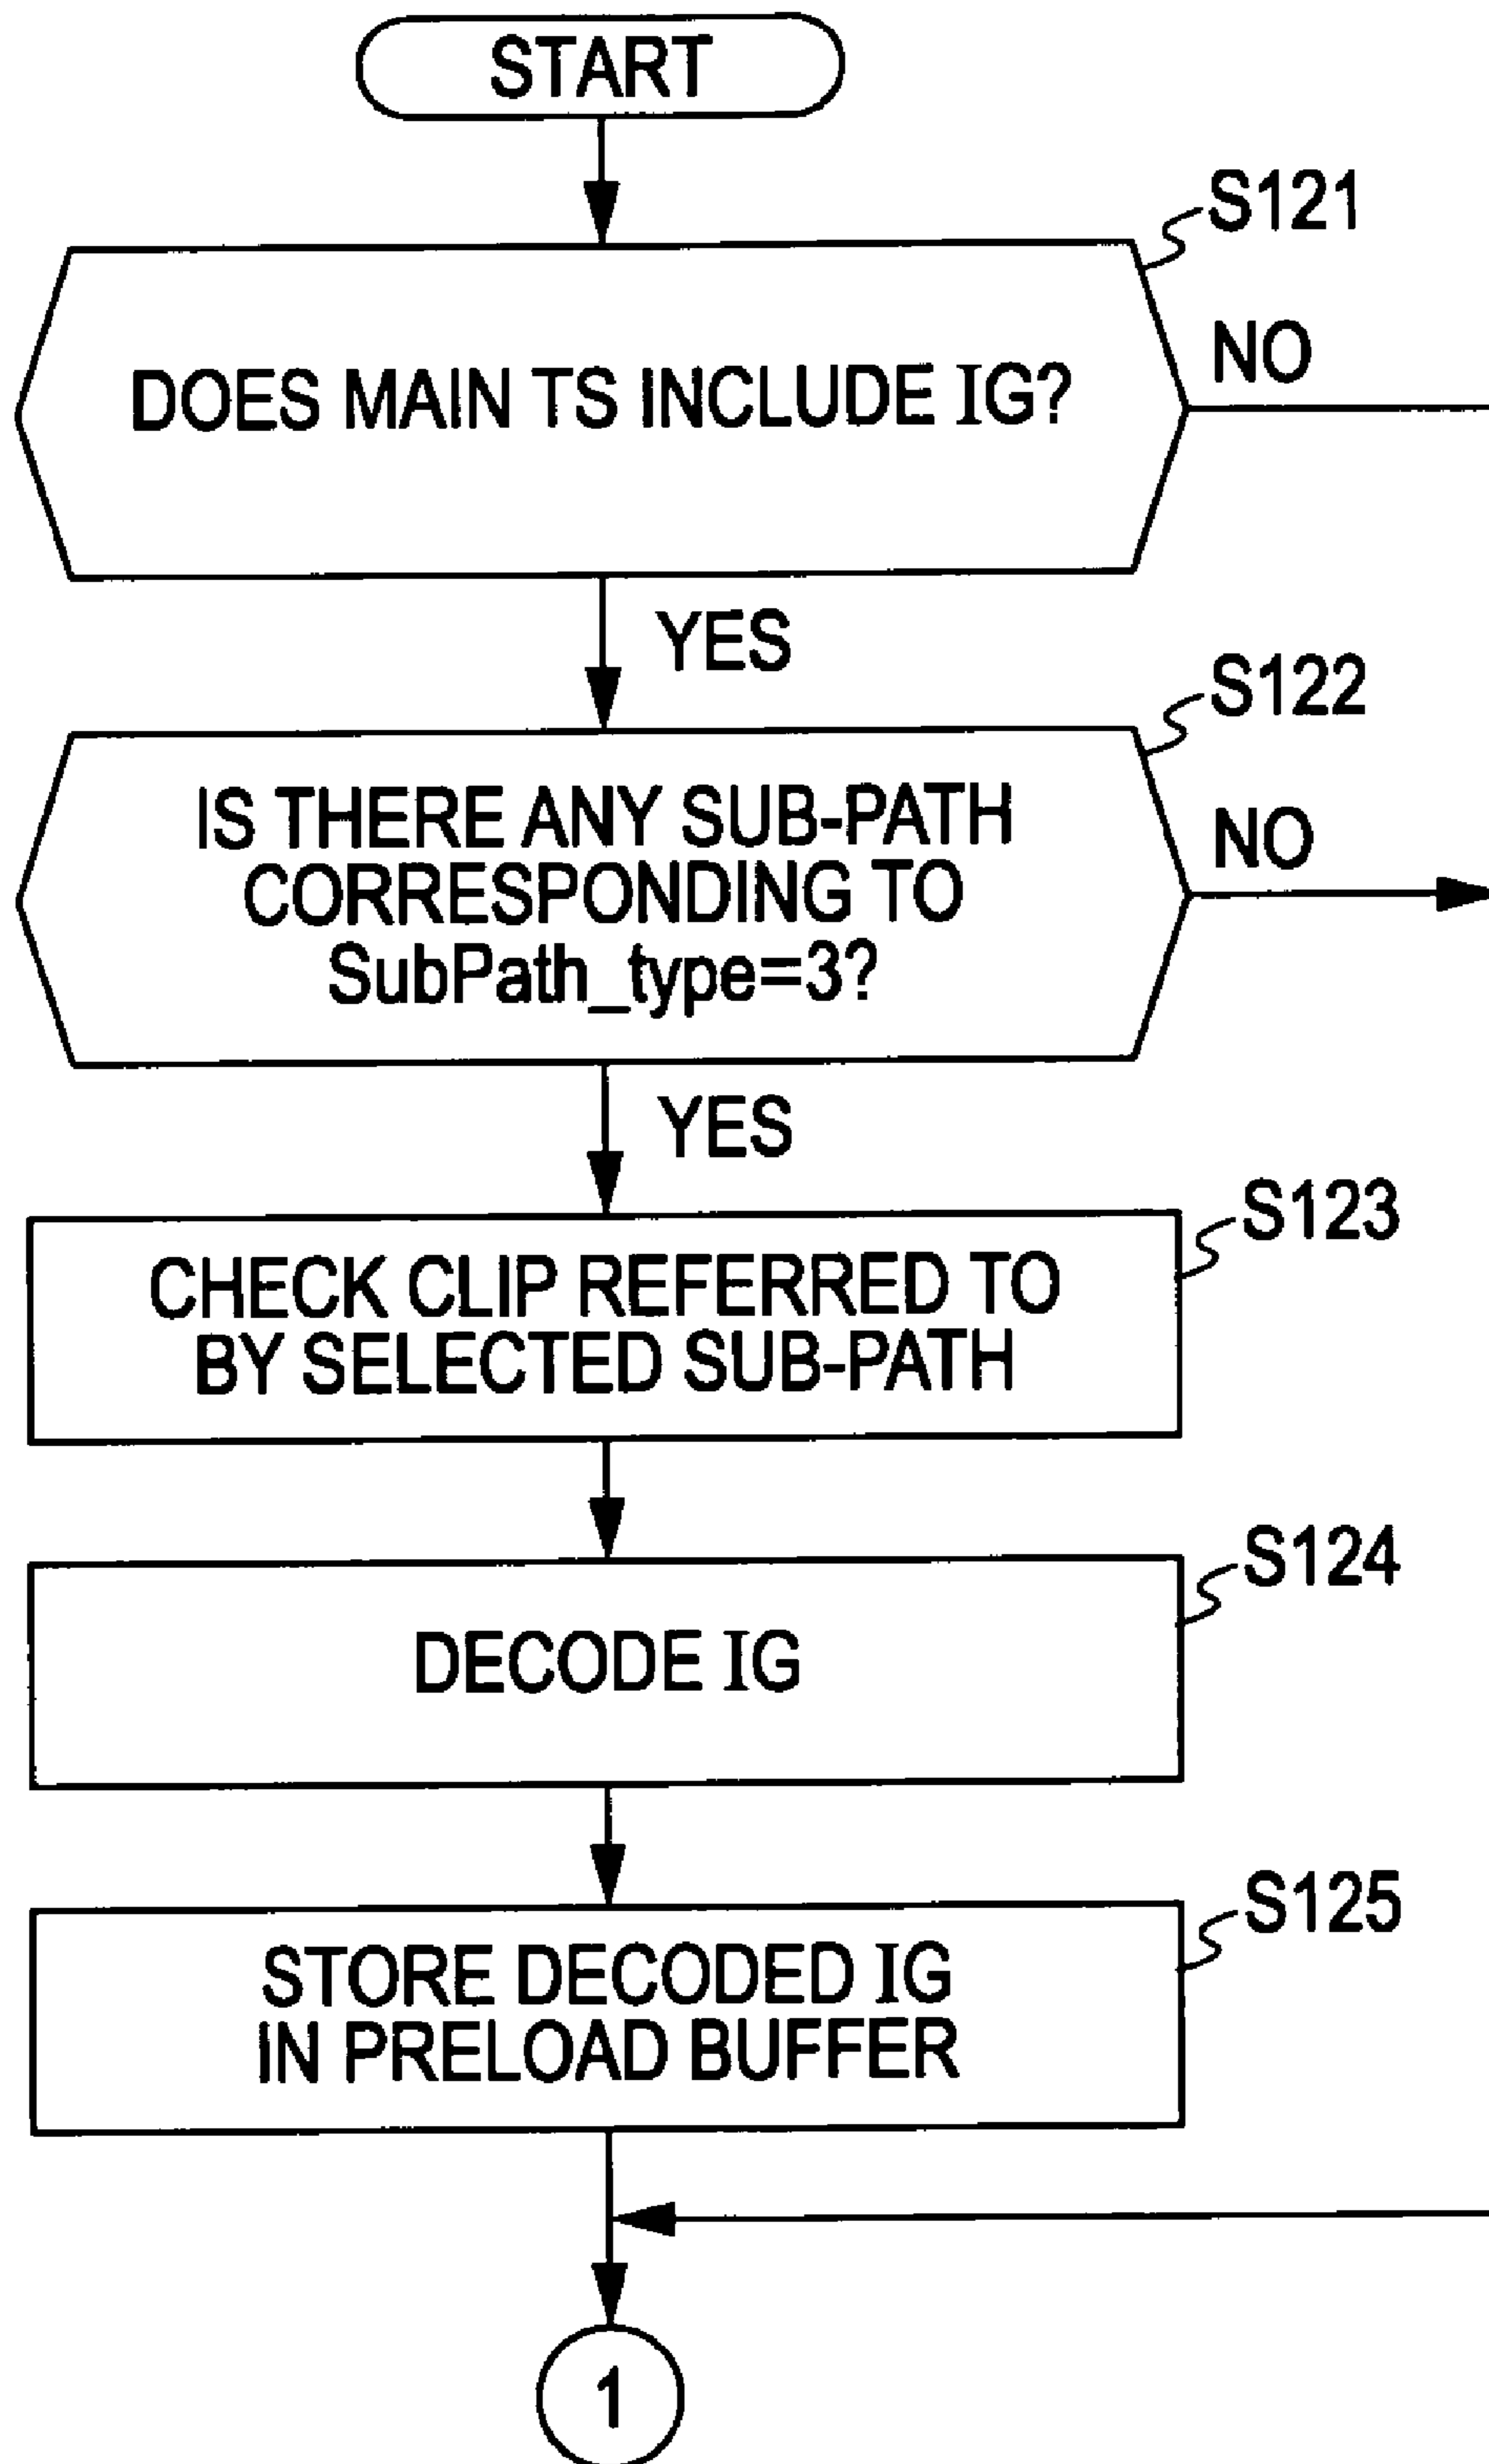 START
S121
DOES MAIN TS INCLUDE IG?
NO
YES
S122
IS THERE ANY SUB-PATH
CORRESPONDING TO
SubPath_type=3?
NO
YES
S123
CHECK CLIP REFERRED TO
BY SELECTED SUB-PATH
S124
DECODE IG
S125
STORE DECODED IG
IN PRELOAD BUFFER
1